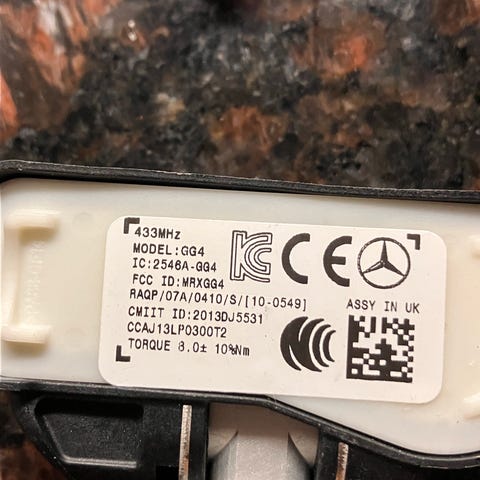 433MHz
MODEL:GG4
IC:2546A-GG4
FCC ID:MRXGG4
RAQP/07A/0410/S/[10-0549]
CMIIT ID:2013DJ5531
CCAJ13LP0300T2
TORQUE 8.0± 10%Nm
CE
ASSY IN UK